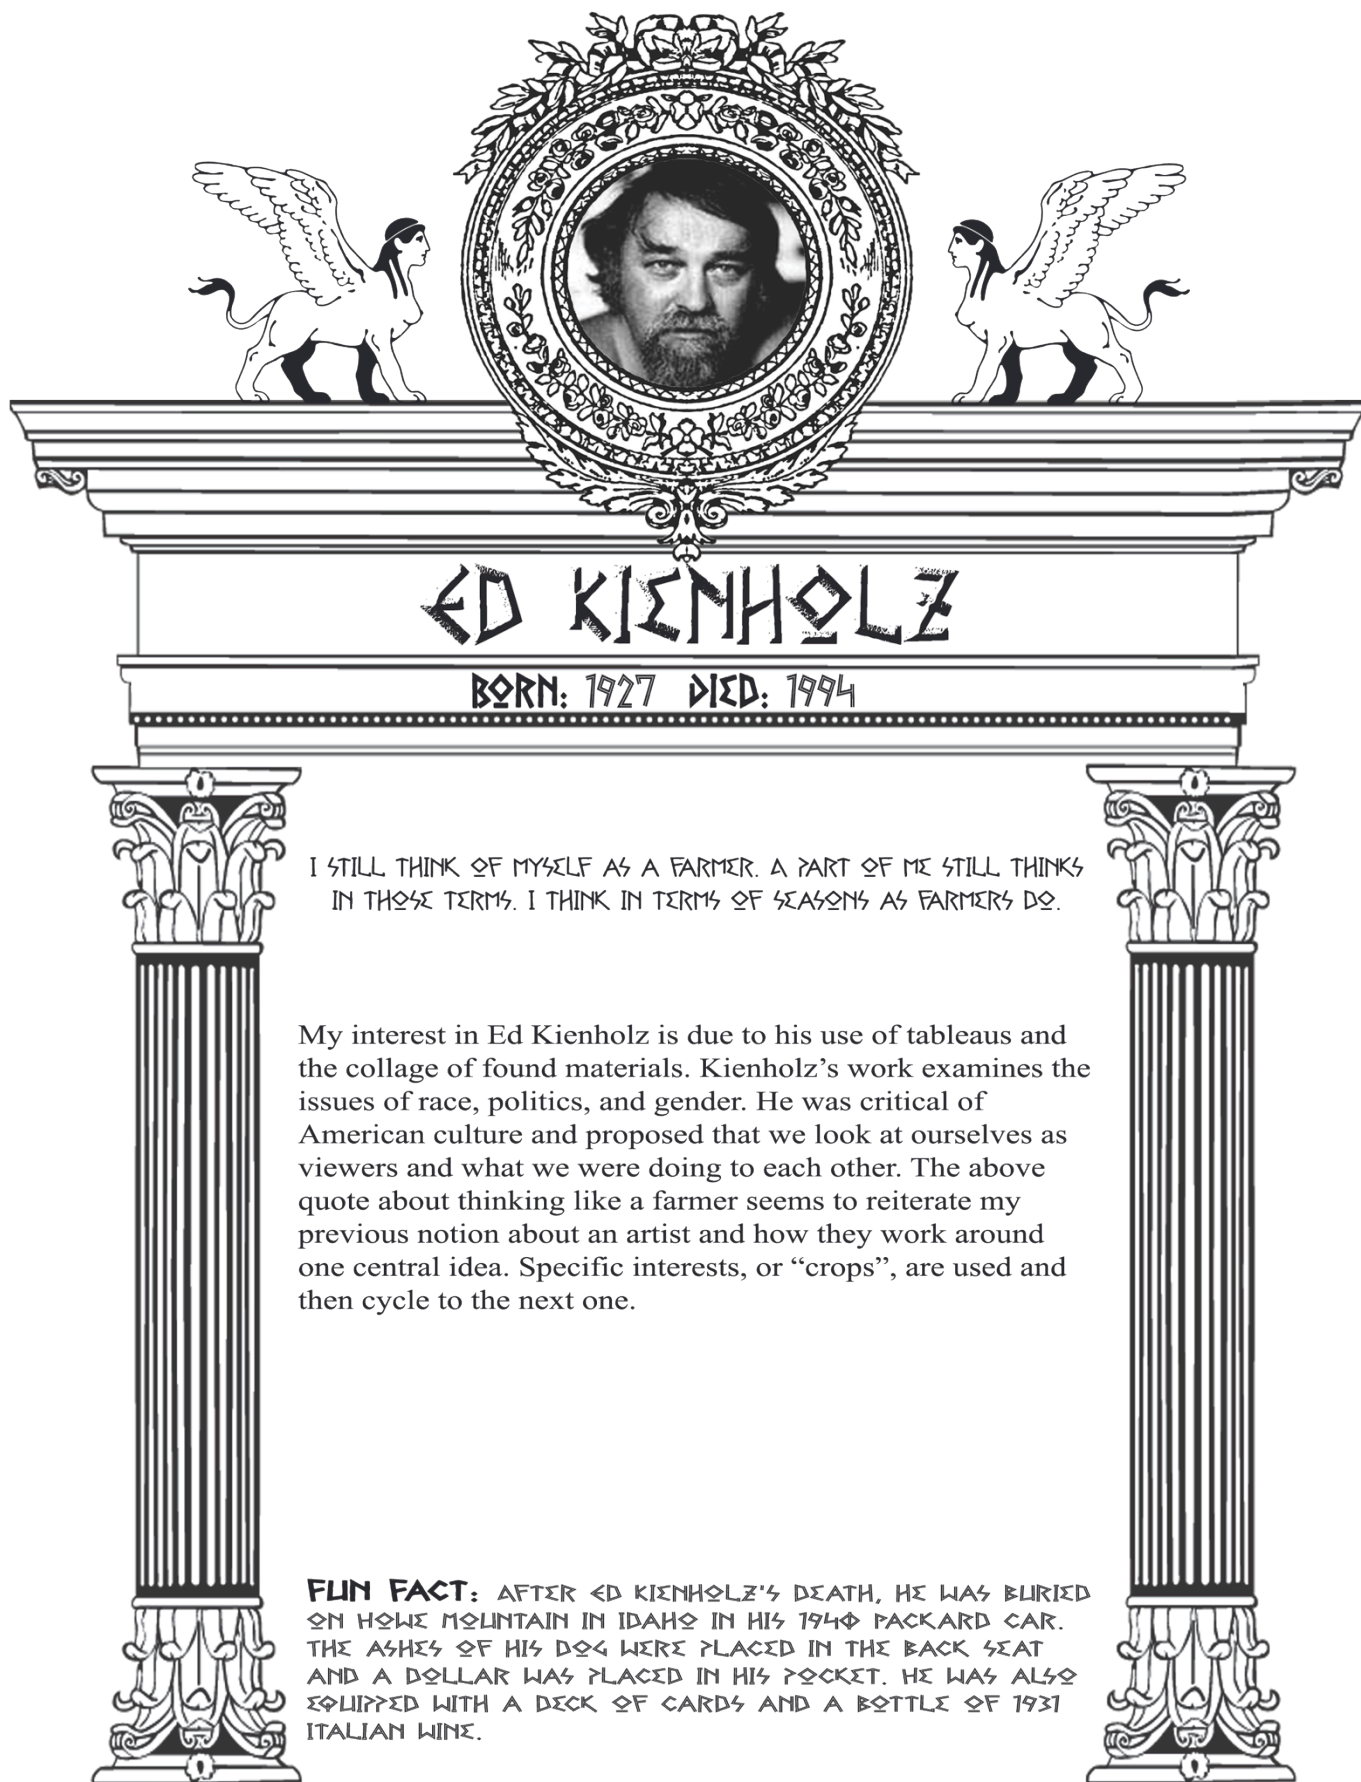 ED KIENHOLZ
BORN: 1927 DIED: 1994
I STILL THINK OF MYSELF AS A FARMER. A PART OF ME STILL THINKS
IN THOSE TERMS. I THINK IN TERMS OF SEASONS AS FARMERS DO.
My interest in Ed Kienholz is due to his use of tableaus and
the collage of found materials. Kienholz’s work examines the
issues of race, politics, and gender. He was critical of
American culture and proposed that we look at ourselves as
viewers and what we were doing to each other. The above
quote about thinking like a farmer seems to reiterate my
previous notion about an artist and how they work around
one central idea. Specific interests, or “crops”, are used and
then cycle to the next one.
FUN FACT: AFTER ED KIENHOLZ'S DEATH, HE WAS BURIED
ON HOWE MOUNTAIN IN IDAHO IN HIS 1940 PACKARD CAR.
THE ASHES OF HIS DOG WERE PLACED IN THE BACK SEAT
AND A DOLLAR WAS PLACED IN HIS POCKET. HE WAS ALSO
EQUIPPED WITH A DECK OF CARDS AND A BOTTLE OF 1931
ITALIAN WINE.